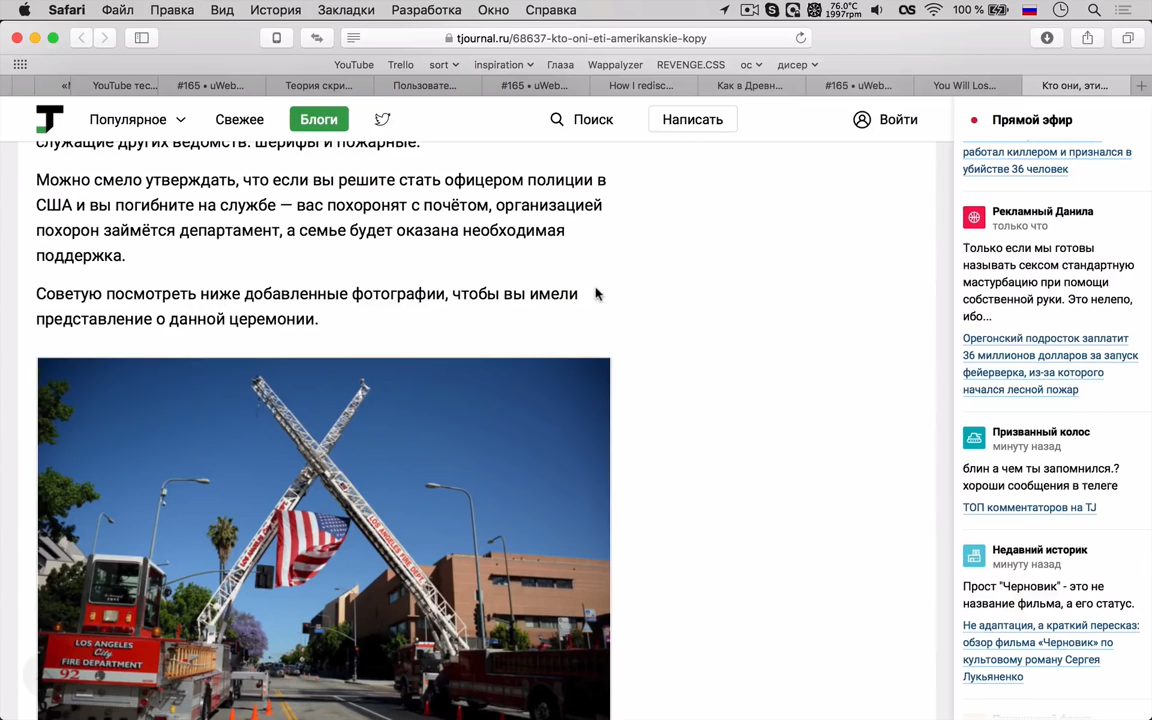 Safari Файл Правка Вид История Закладки Разработка Окно Справка 76.0°C 1997rpm 100 %
tjournal.ru/68637-kto-oni-eti-amerikanskie-kopy
YouTube Trello sort inspiration Глаза Wappalyzer REVENGE.CSS ос дисер
YouTube тес... #165 • uWeb... Теория скри... Пользовате... #165 • uWeb... How I redisc... Как в Древн... #165 • uWeb... You Will Los... Кто они, эти...
Популярное Свежее Блоги Поиск Написать Войти
служащие других ведомств: шерифы и пожарные.
Можно смело утверждать, что если вы решите стать офицером полиции в
США и вы погибните на службе — вас похоронят с почётом, организацией
похорон займётся департамент, а семье будет оказана необходимая
поддержка.
Советую посмотреть ниже добавленные фотографии, чтобы вы имели
представление о данной церемонии.
LOS ANGELES FIRE DEPT.
LOS ANGELES
City
FIRE DEPARTMENT
92
Прямой эфир
работал киллером и признался в
убийстве 36 человек
Рекламный Данила
только что
Только если мы готовы
называть сексом стандартную
мастурбацию при помощи
собственной руки. Это нелепо,
ибо...
Орегонский подросток заплатит
36 миллионов долларов за запуск
фейерверка, из-за которого
начался лесной пожар
Призванный колос
минуту назад
блин а чем ты запомнился.?
хороши сообщения в телеге
ТОП комментаторов на TJ
Недавний историк
минуту назад
Прост "Черновик" - это не
название фильма, а его статус.
Не адаптация, а краткий пересказ:
обзор фильма «Черновик» по
культовому роману Сергея
Лукьяненко